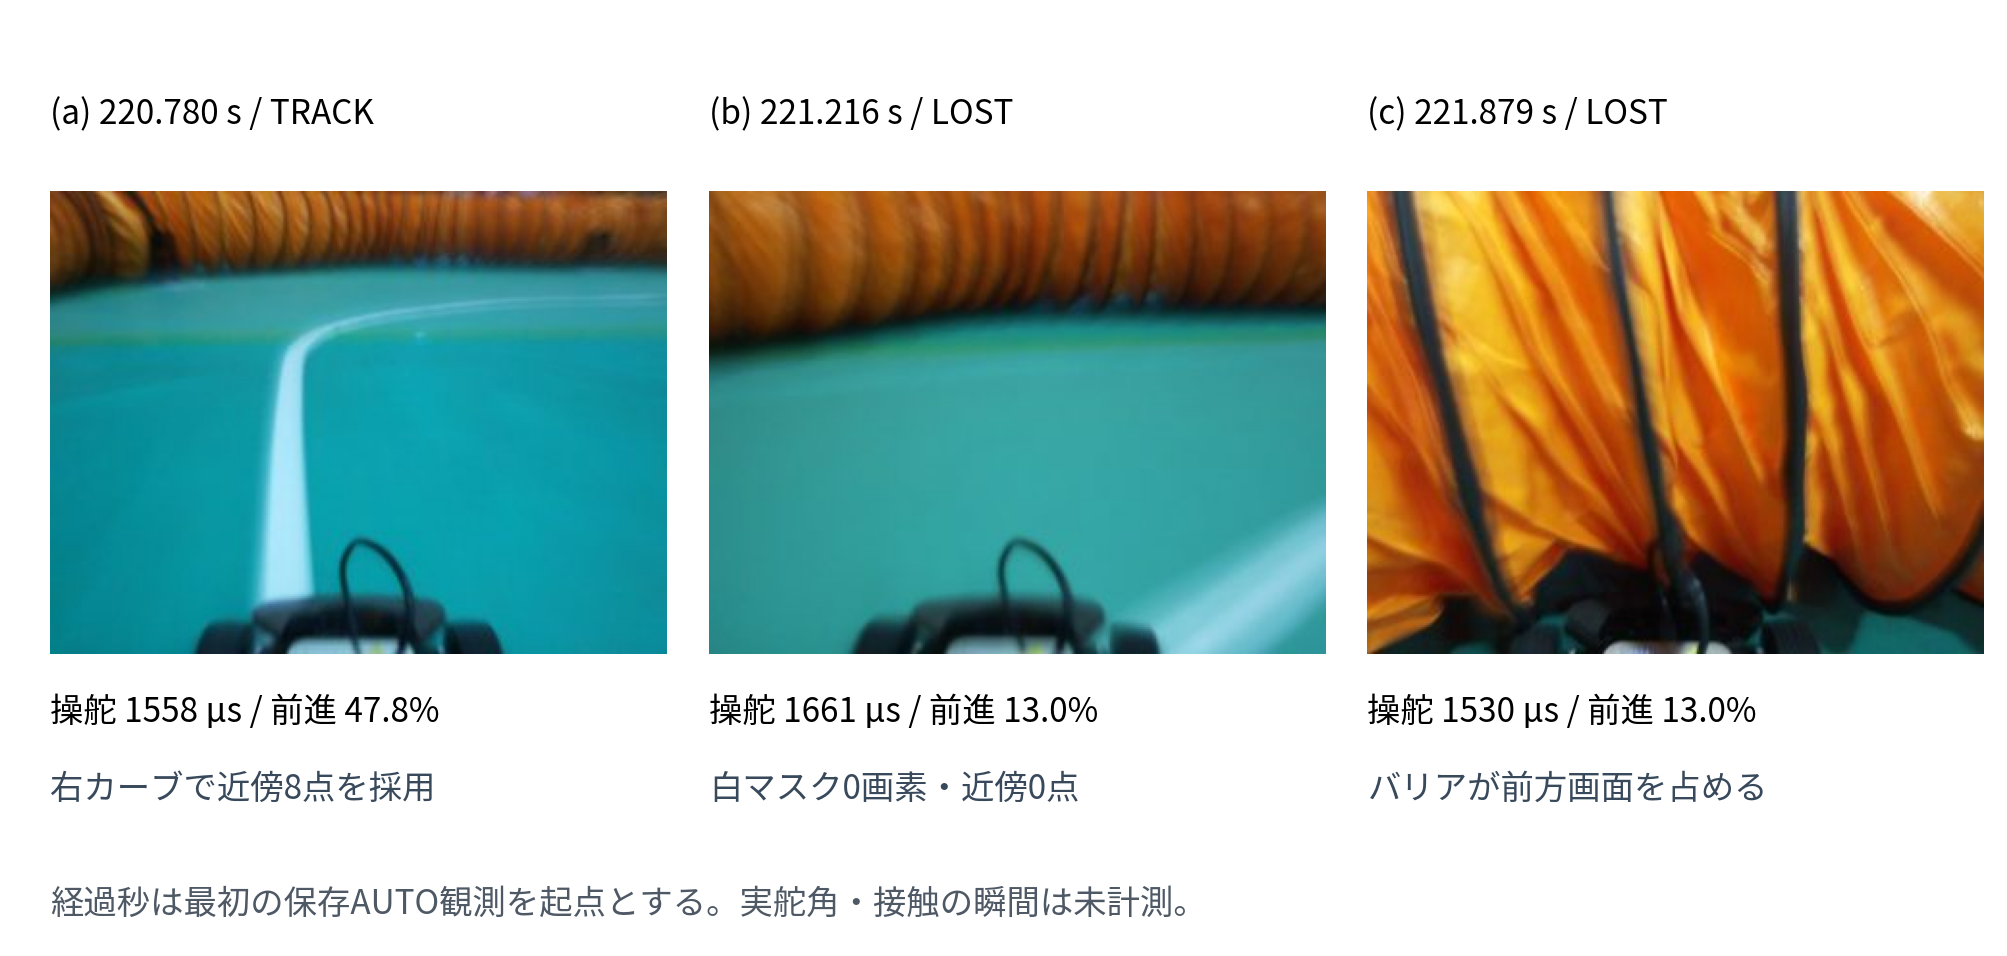 (a) 220.780 s / TRACK
(b) 221.216 s / LOST
(c) 221.879 s / LOST
操舵 1558 µs / 前進 47.8%
操舵 1661 µs / 前進 13.0%
操舵 1530 µs / 前進 13.0%
右カーブで近傍8点を採用
白マスク0画素・近傍0点
バリアが前方画面を占める
経過秒は最初の保存AUTO観測を起点とする。実舵角・接触の瞬間は未計測。